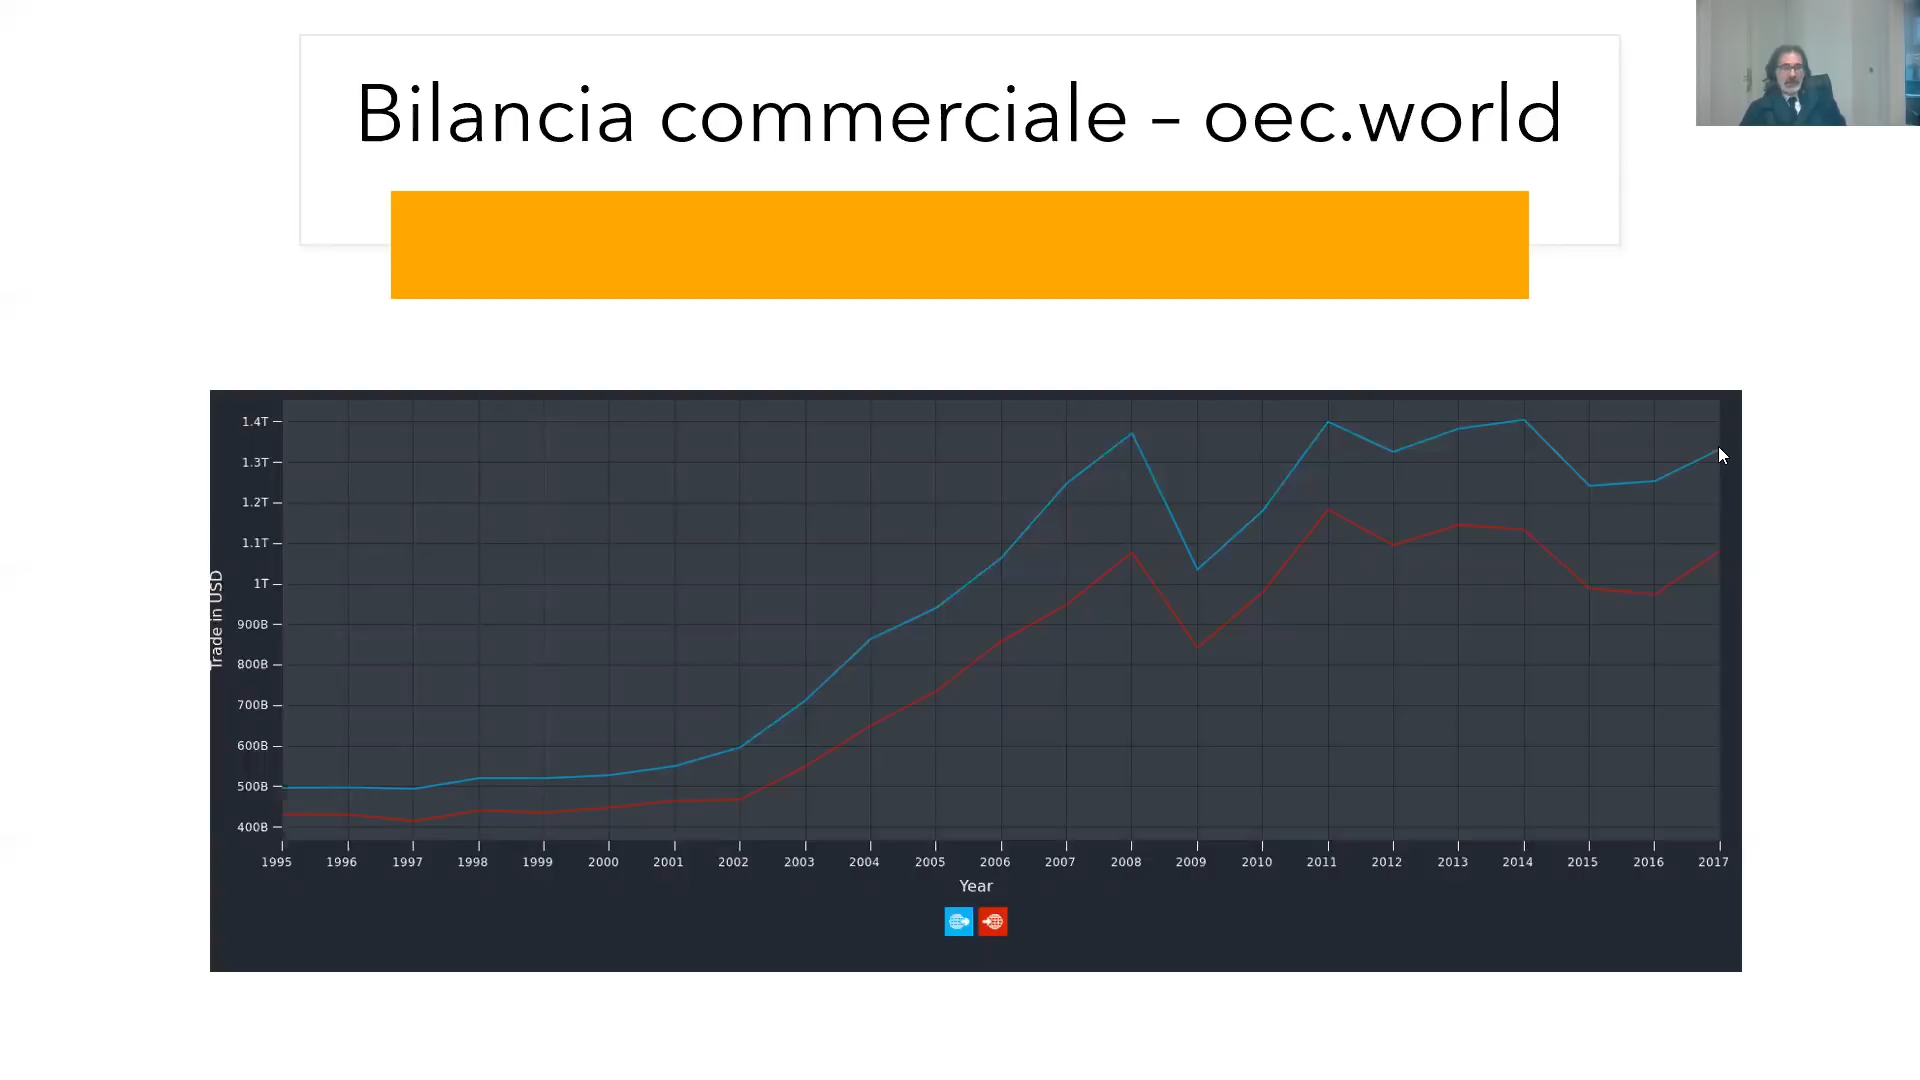 Bilancia commerciale – oec.world
1.4T
1.3T
1.2T
1.1T
1T
900B
800B
700B
600B
500B
400B
Trade in USD
1995 1996 1997 1998 1999 2000 2001 2002 2003 2004 2005 2006 2007 2008 2009 2010 2011 2012 2013 2014 2015 2016 2017
Year